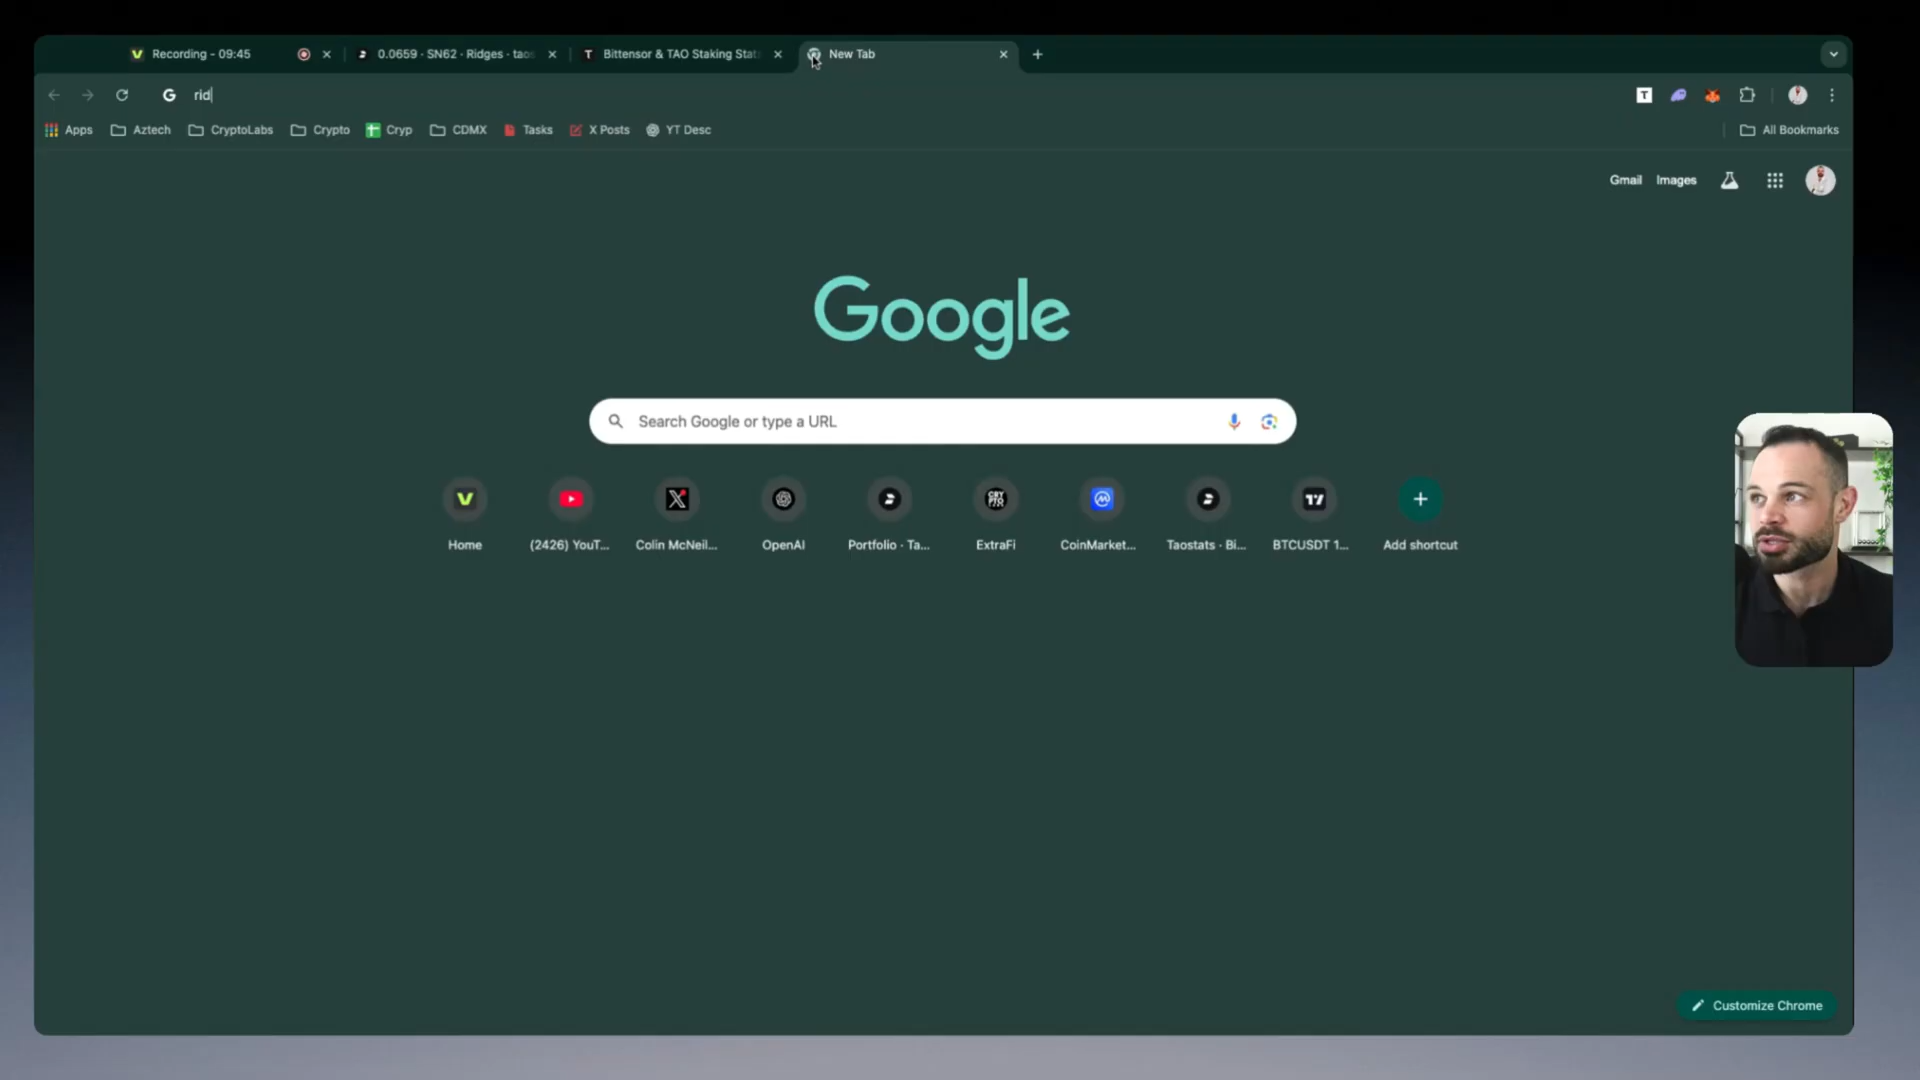 Recording - 09:45
0.0659 · SN62 · Ridges · taos
Bittensor & TAO Staking Stats
New Tab
rid
Apps
Aztech
CryptoLabs
Crypto
Cryp
CDMX
Tasks
X Posts
YT Desc
All Bookmarks
Gmail
Images
Google
Search Google or type a URL
Home
(2426) YouT...
Colin McNeil...
OpenAI
Portfolio · Ta...
ExtraFi
CoinMarket...
Taostats · Bi...
BTCUSDT 1...
Add shortcut
Customize Chrome